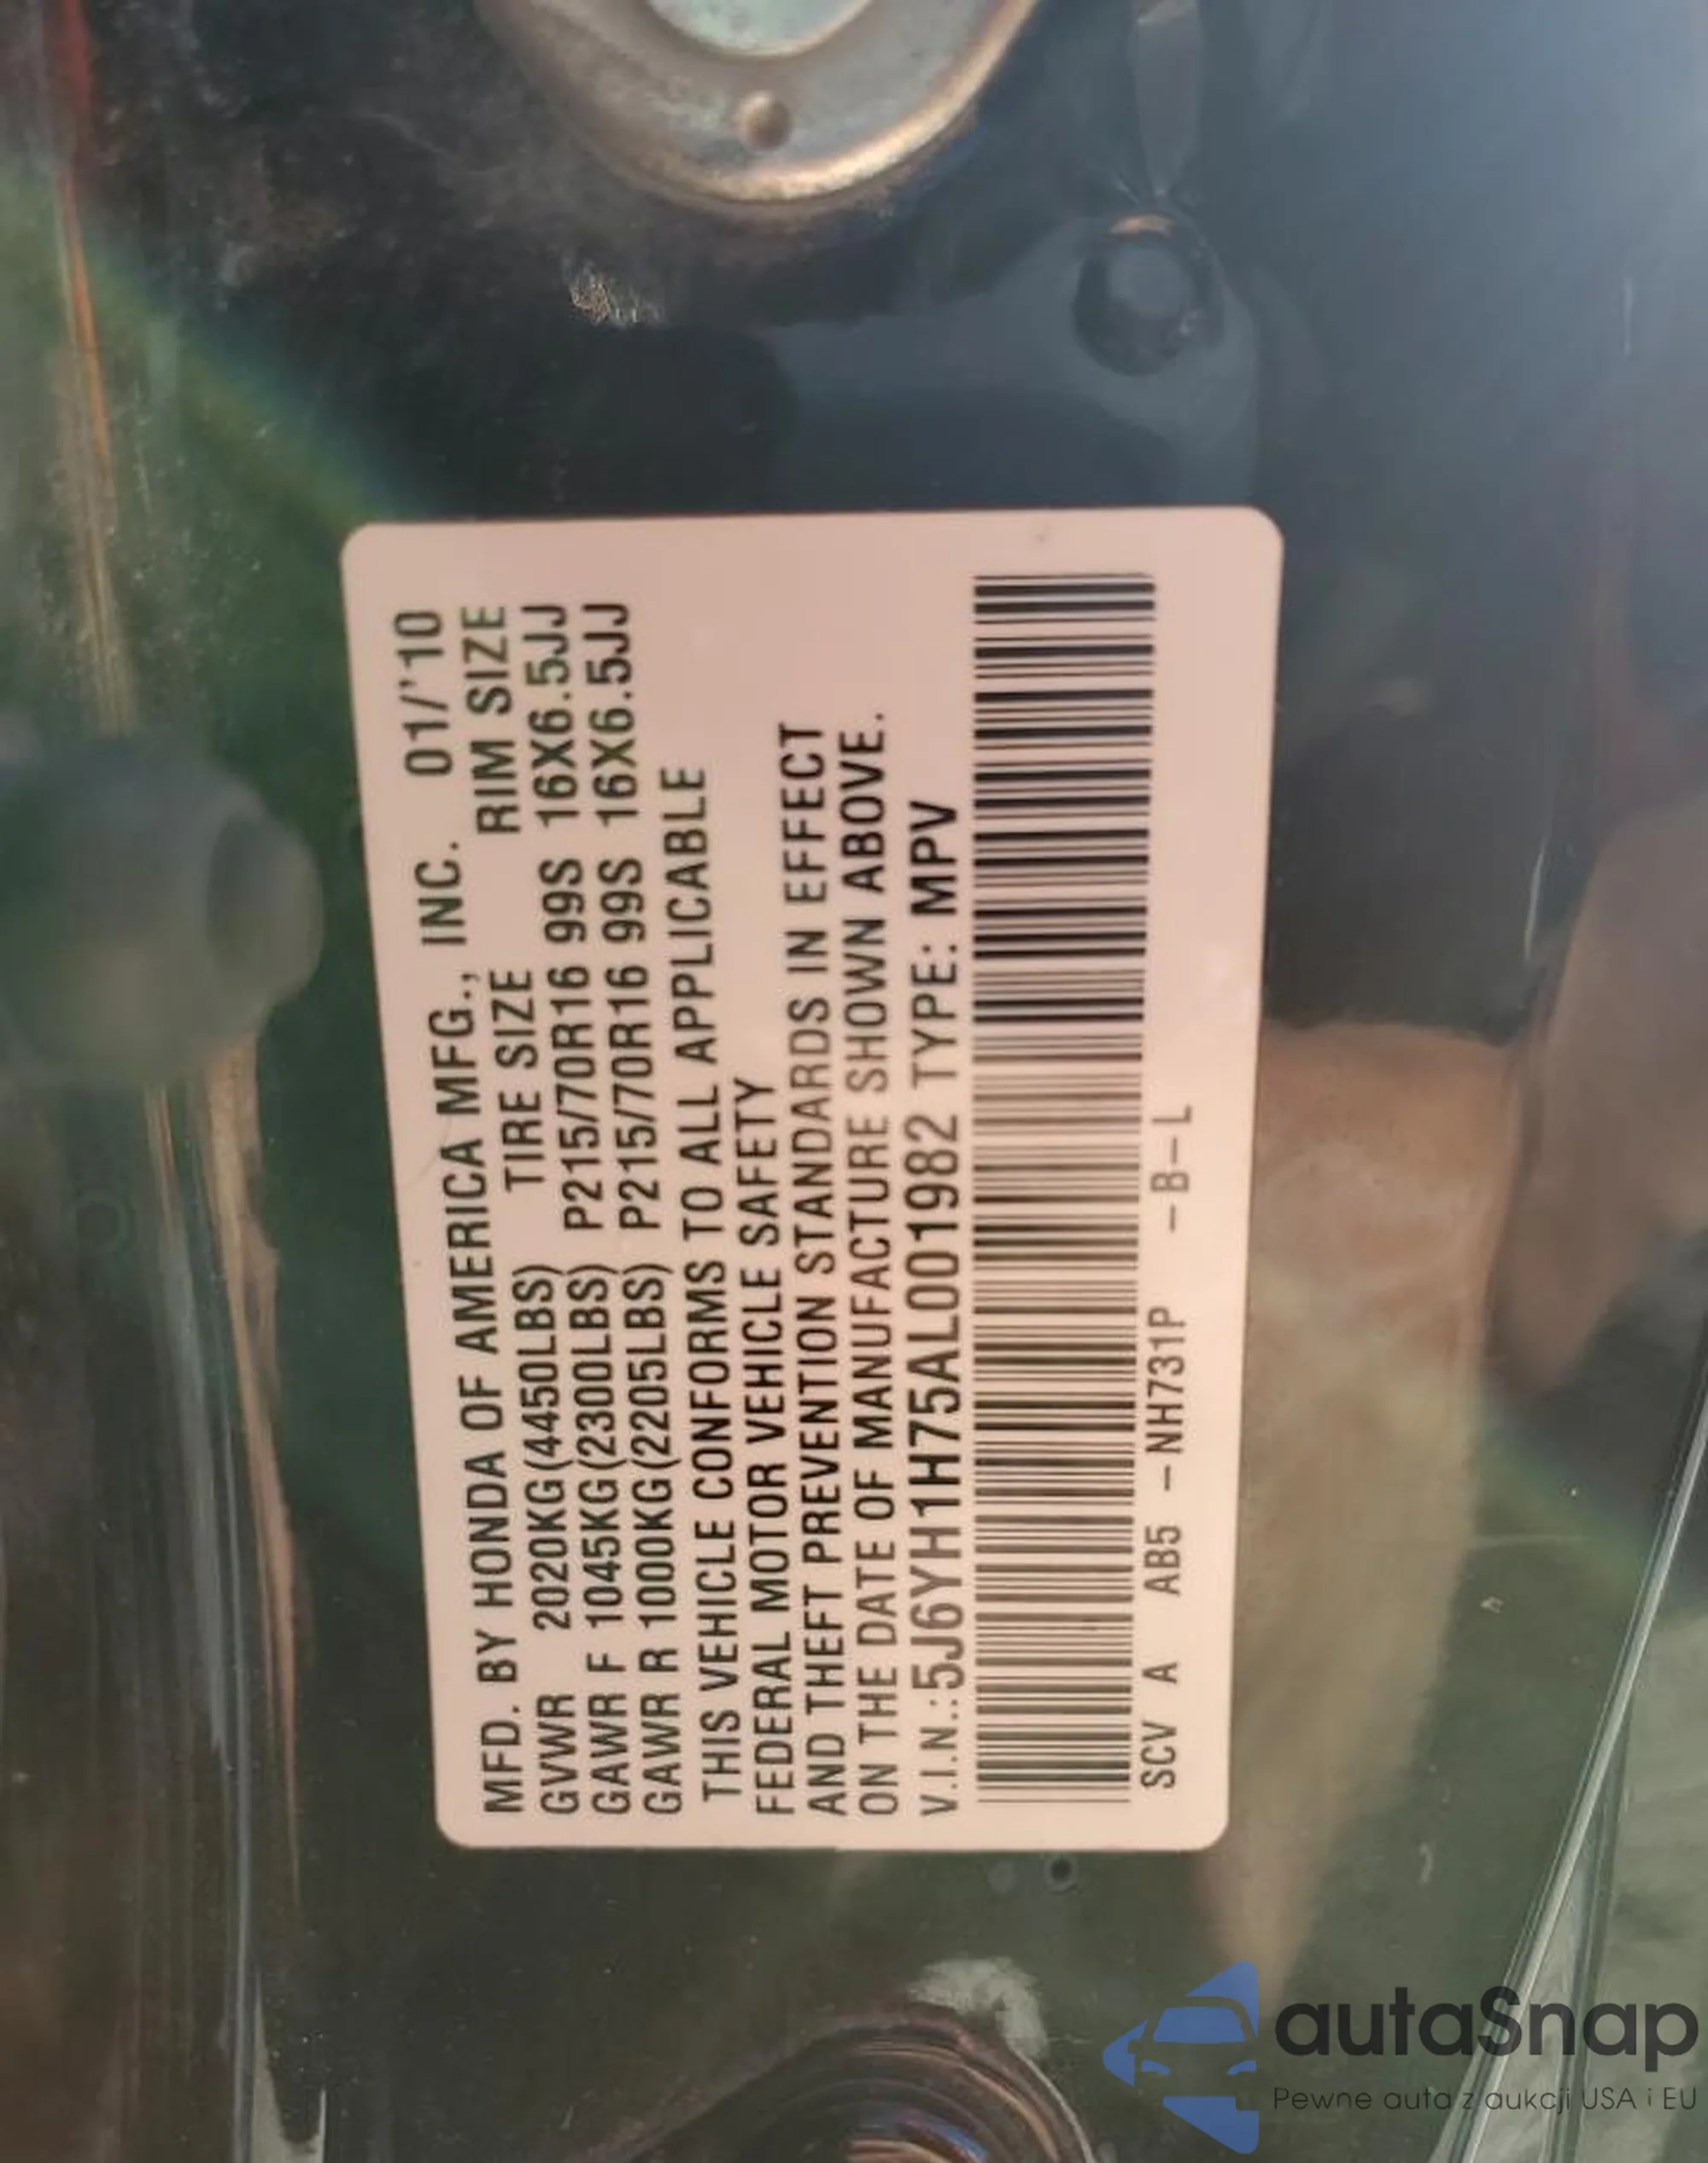 MFD. BY HONDA OF AMERICA MFG., INC. 01/'10
GVWR 2020KG(4450LBS) TIRE SIZE RIM SIZE
GAWR F 1045KG(2300LBS) P215/70R16 99S 16X6.5JJ
GAWR R 1000KG(2205LBS) P215/70R16 99S 16X6.5JJ
THIS VEHICLE CONFORMS TO ALL APPLICABLE
FEDERAL MOTOR VEHICLE SAFETY
AND THEFT PREVENTION STANDARDS IN EFFECT
ON THE DATE OF MANUFACTURE SHOWN ABOVE.
V.I.N.:5J6YH1H75AL001982 TYPE: MPV
SCV A AB5 -NH731P -B-L
autaSnap
Pewne auta z aukcji USA i EU